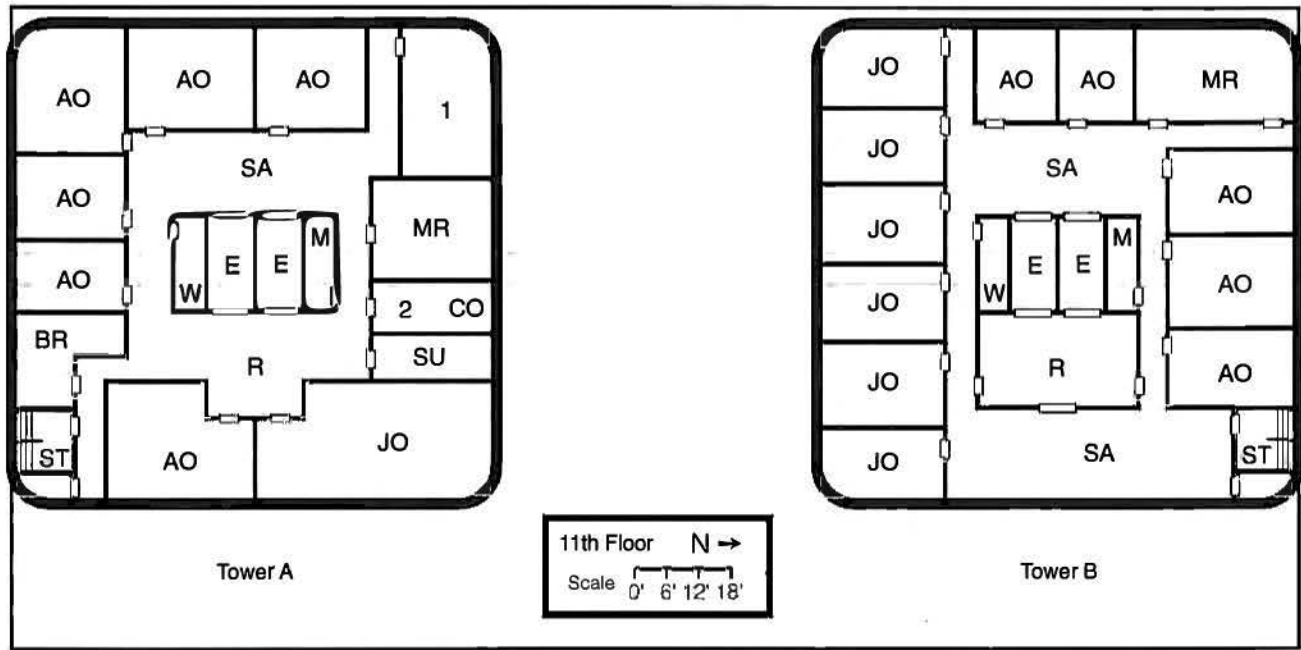 AO AO AO 1
SA
AO
MR
AO
W E E M
2 CO
BR
R
SU
ST
AO
JO
Tower A
JO AO AO MR
JO
SA
AO
JO
W E E M
JO
AO
R
JO
AO
JO
SA
ST
Tower B
11th Floor N →
Scale 0' 6' 12' 18'